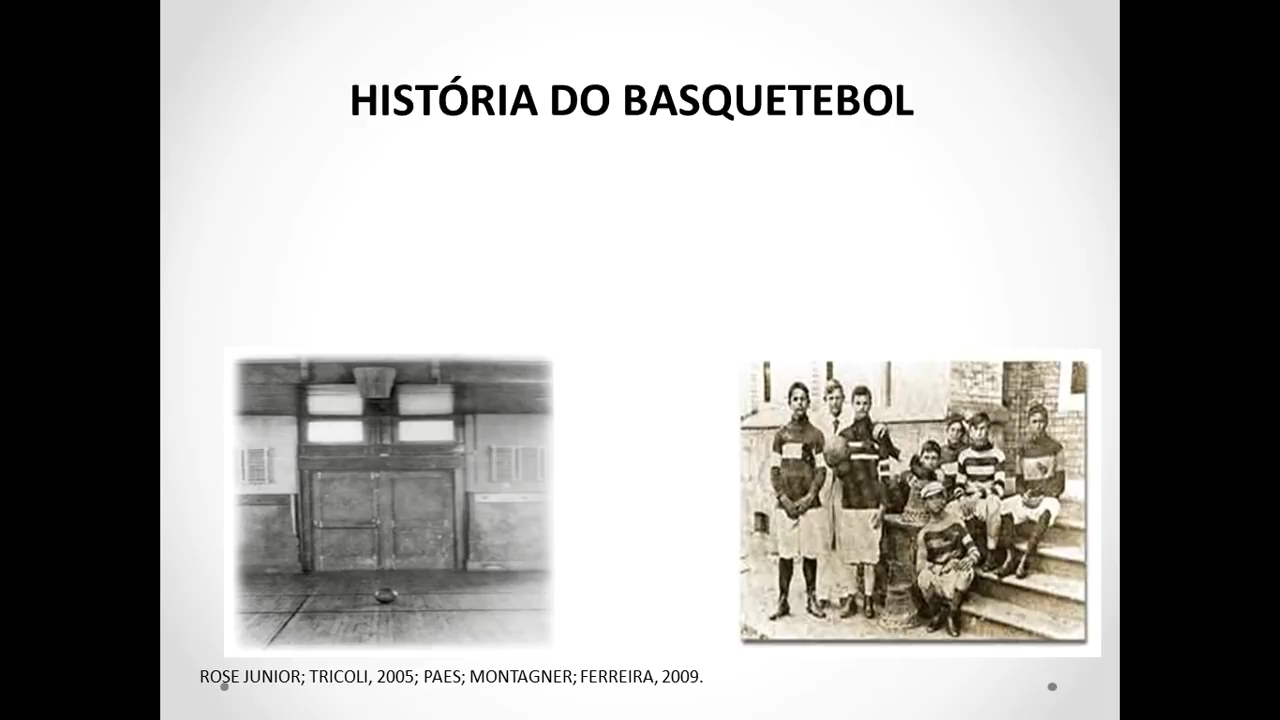 HISTÓRIA DO BASQUETEBOL
ROSE JUNIOR; TRICOLI, 2005; PAES; MONTAGNER; FERREIRA, 2009.